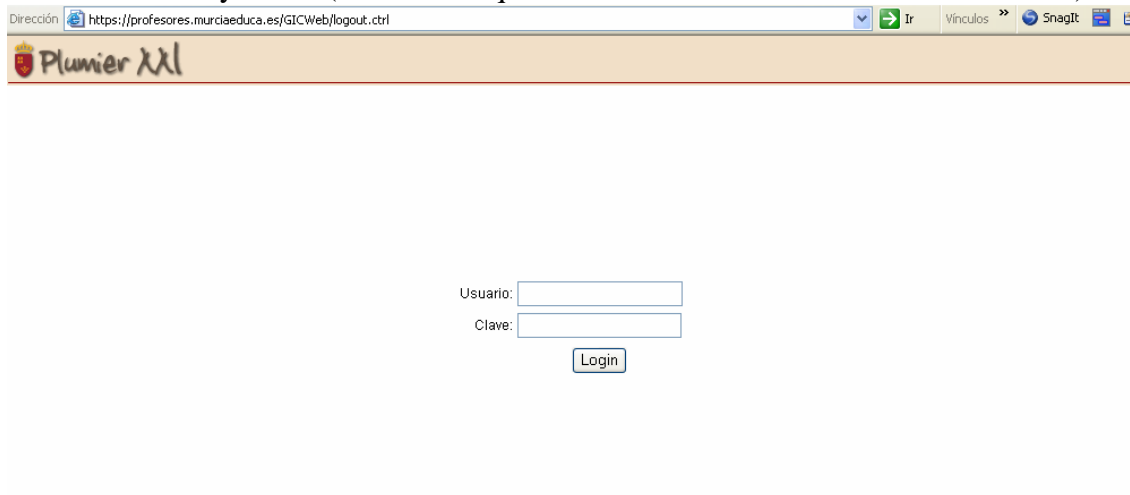 Dirección https://profesores.murciaeduca.es/GICWeb/logout.ctrl Ir Vínculos » SnagIt
Plumier XXI
Usuario:
Clave:
Login